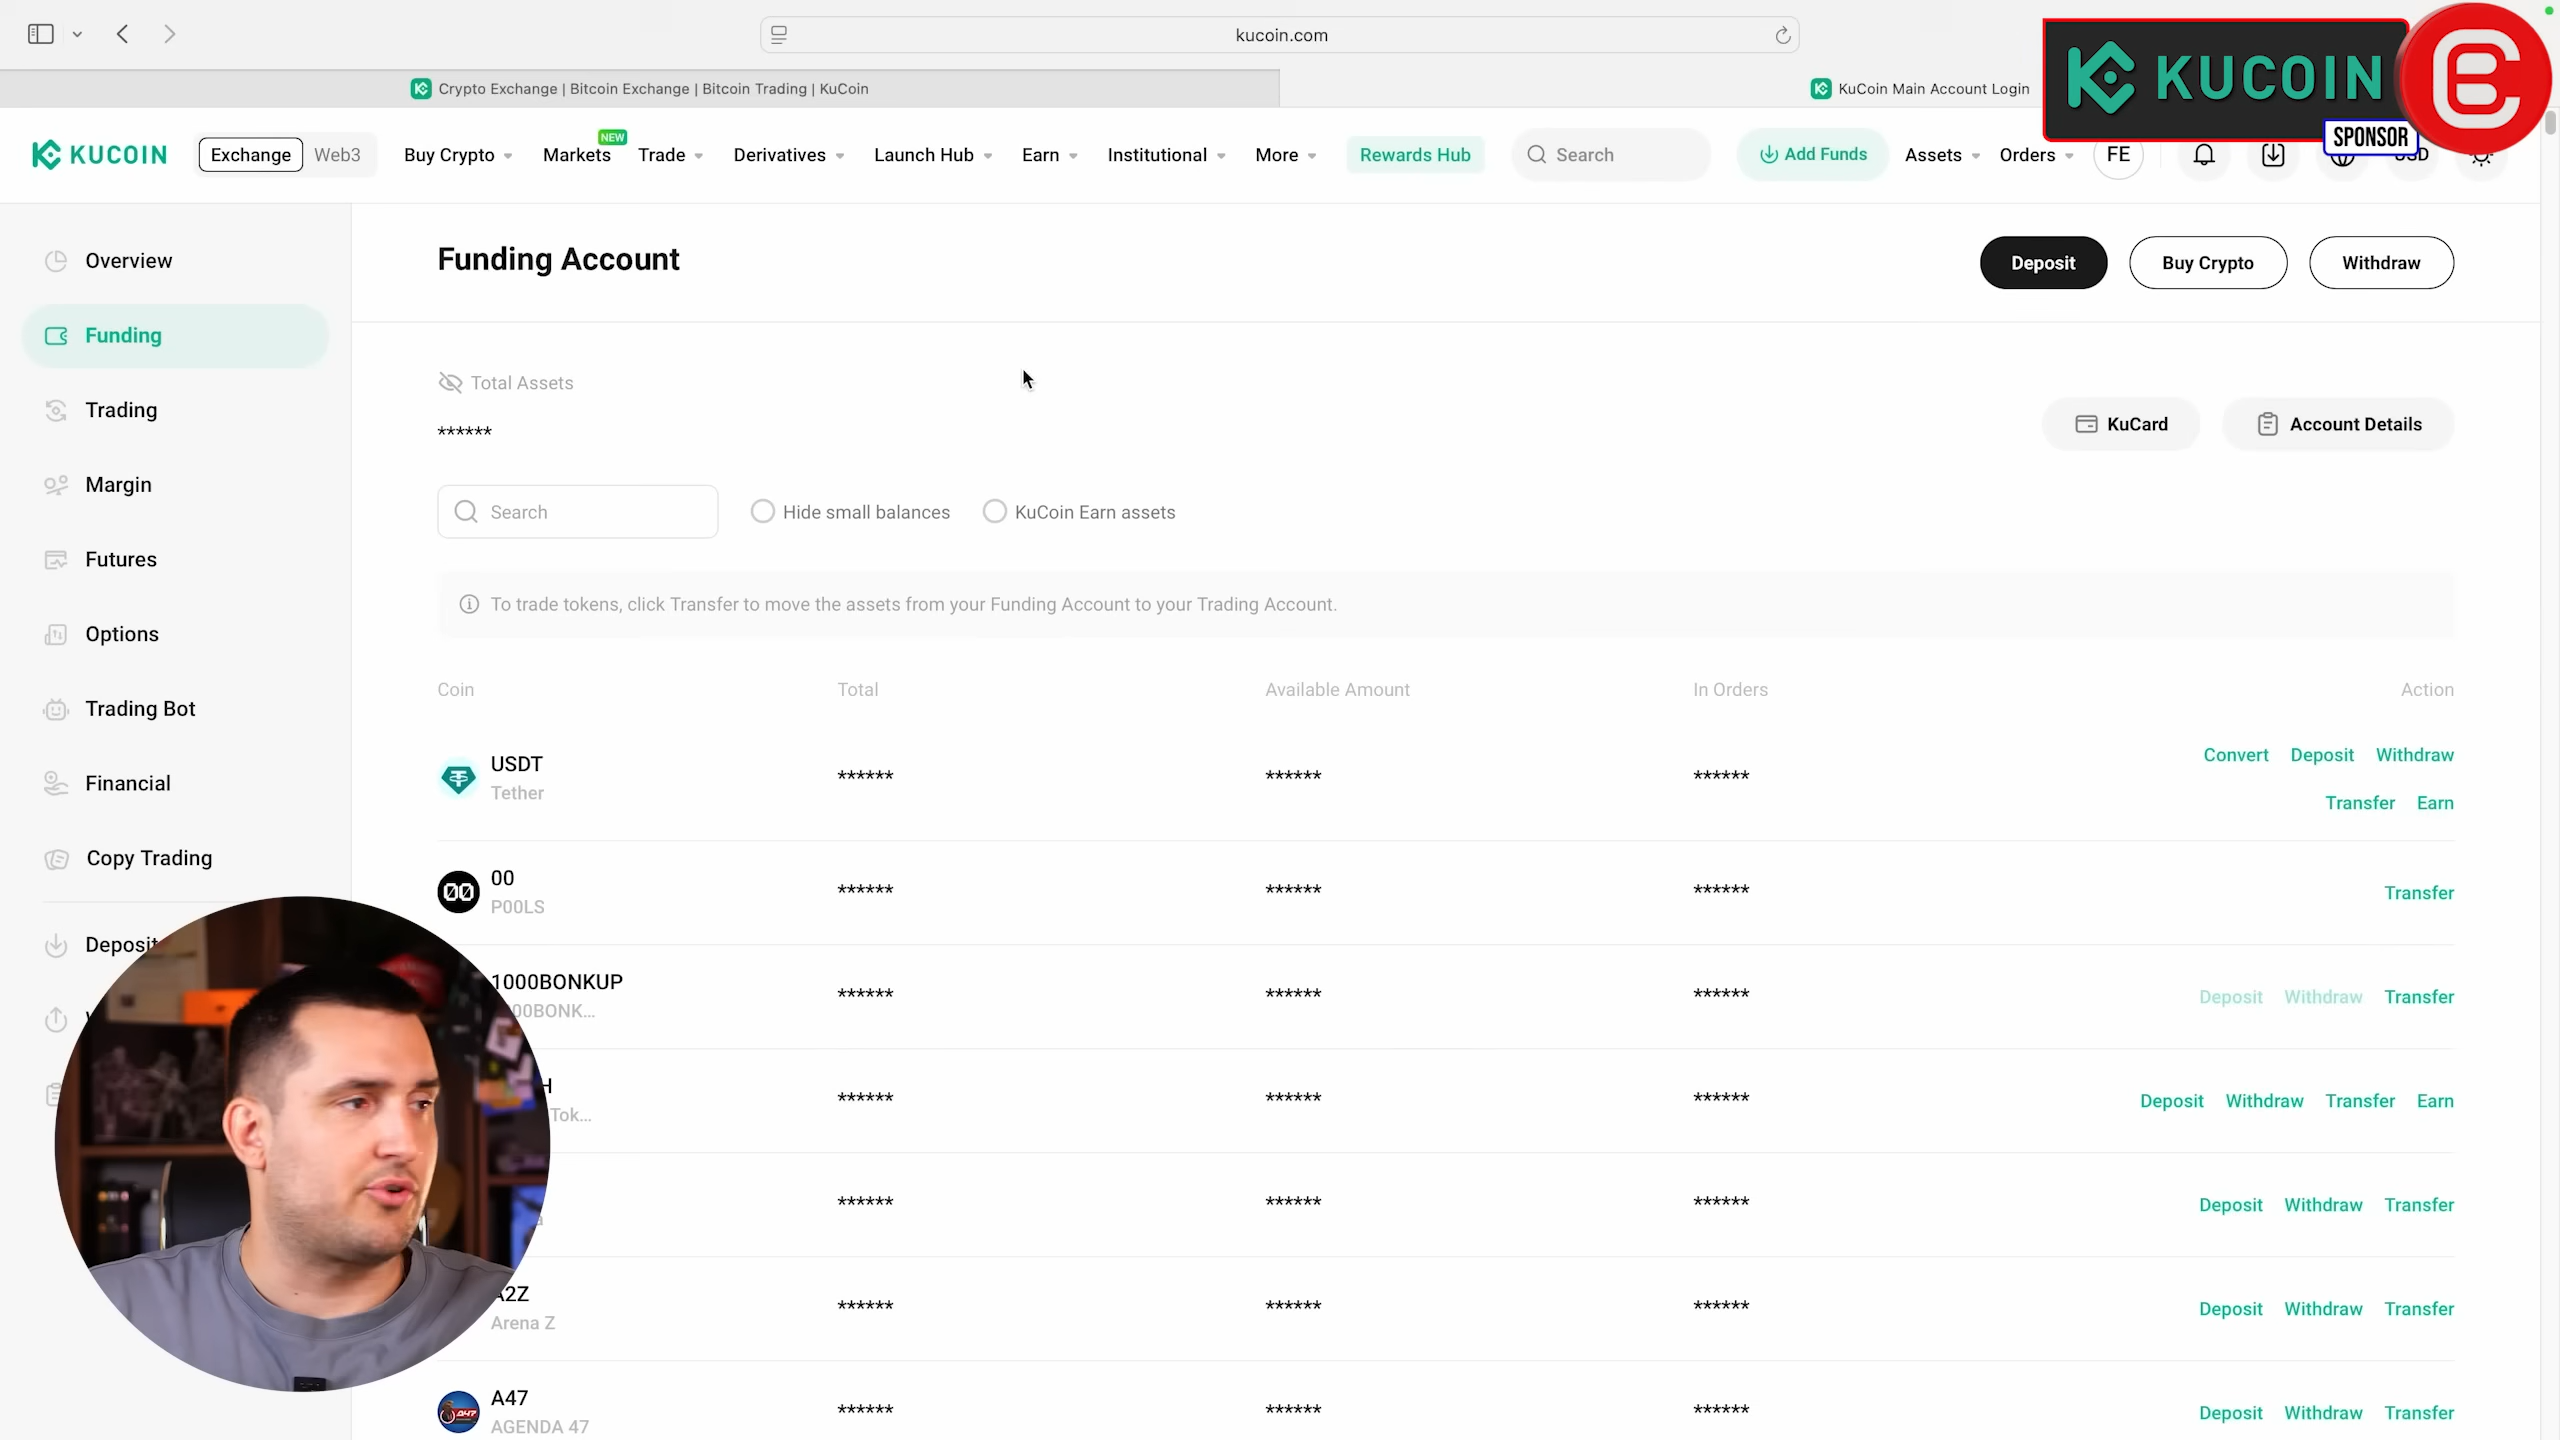 kucoin.com
Crypto Exchange | Bitcoin Exchange | Bitcoin Trading | KuCoin
KuCoin Main Account Login
KUCOIN
SPONSOR
KUCOIN
Exchange
Web3
Buy Crypto
Markets
NEW
Trade
Derivatives
Launch Hub
Earn
Institutional
More
Rewards Hub
Search
Add Funds
Assets
Orders
FE
USD
Overview
Funding
Trading
Margin
Futures
Options
Trading Bot
Financial
Copy Trading
Deposit
Funding Account
Deposit
Buy Crypto
Withdraw
Total Assets
******
KuCard
Account Details
Search
Hide small balances
KuCoin Earn assets
To trade tokens, click Transfer to move the assets from your Funding Account to your Trading Account.
Coin Total Available Amount In Orders Action
USDT ****** ****** ****** Convert Deposit Withdraw
Tether Transfer Earn
00 ****** ****** ****** Transfer
P00LS
1000BONKUP ****** ****** ****** Deposit Withdraw Transfer
00BONK...
H ****** ****** ****** Deposit Withdraw Transfer Earn
Tok...
****** ****** ****** Deposit Withdraw Transfer
A2Z ****** ****** ****** Deposit Withdraw Transfer
Arena Z
A47 ****** ****** ****** Deposit Withdraw Transfer
AGENDA 47